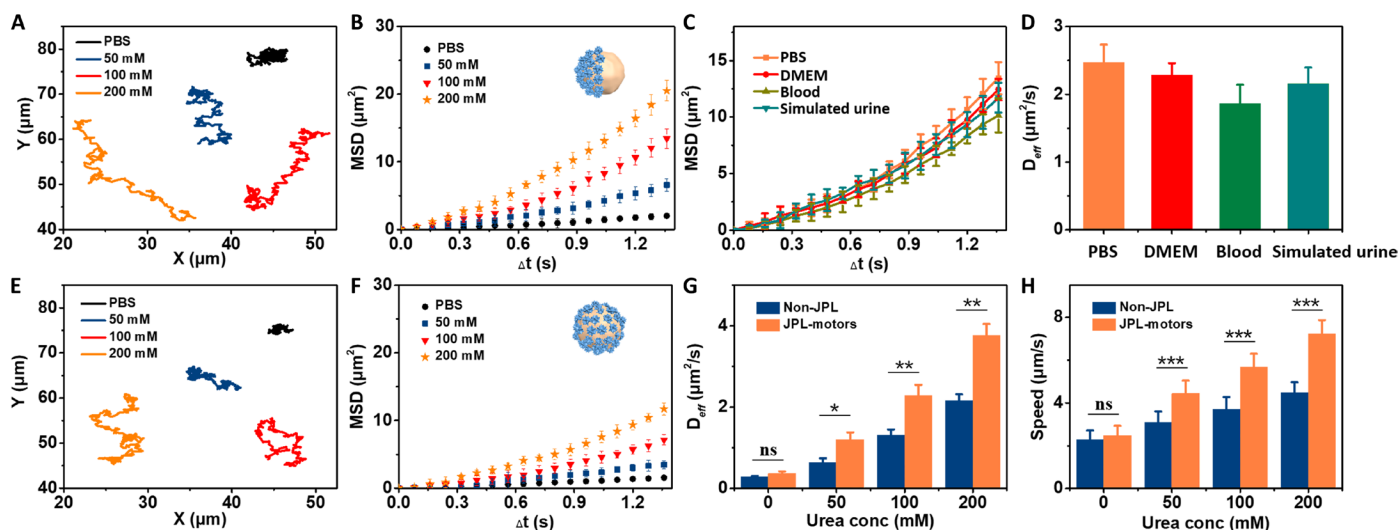 A
80
70
60
50
40
20
30
40
50
Y (µm)
X (µm)
PBS
50 mM
100 mM
200 mM
B
30
20
10
0
0.0
0.3
0.6
0.9
1.2
MSD (µm²)
Δt (s)
PBS
50 mM
100 mM
200 mM
C
15
10
5
0
0.0
0.3
0.6
0.9
1.2
MSD (µm²)
Δt (s)
PBS
DMEM
Blood
Simulated urine
D
3
2
1
0
Deff (µm²/s)
PBS
DMEM
Blood
Simulated urine
E
80
70
60
50
40
20
30
40
50
Y (µm)
X (µm)
PBS
50 mM
100 mM
200 mM
F
30
20
10
0
0.0
0.3
0.6
0.9
1.2
MSD (µm²)
Δt (s)
PBS
50 mM
100 mM
200 mM
G
4
2
0
Deff (µm²/s)
Non-JPL
JPL-motors
ns
*
**
**
0
50
100
200
Urea conc (mM)
H
8
6
4
2
0
Speed (µm/s)
Non-JPL
JPL-motors
ns
***
***
***
0
50
100
200
Urea conc (mM)